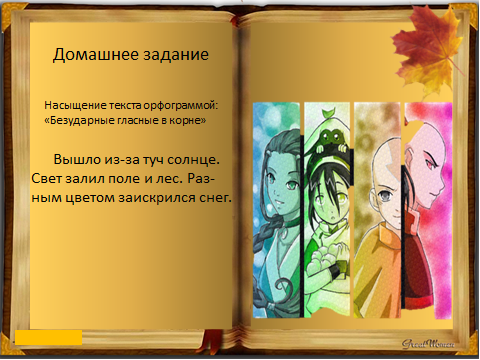 Домашнее задание
Насыщение текста орфограммой:
«Безударные гласные в корне»
Вышло из-за туч солнце.
Свет залил поле и лес. Раз-
ным цветом заискрился снег.